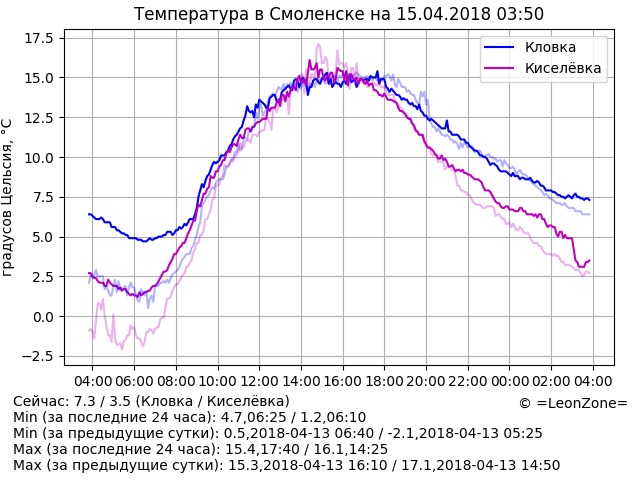 Температура в Смоленске на 15.04.2018 03:50
градусов Цельсия, °C
17.5
15.0
12.5
10.0
7.5
5.0
2.5
0.0
−2.5
Кловка
Киселёвка
04:00 06:00 08:00 10:00 12:00 14:00 16:00 18:00 20:00 22:00 00:00 02:00 04:00
Сейчас: 7.3 / 3.5 (Кловка / Киселёвка)
© =LeonZone=
Min (за последние 24 часа): 4.7,06:25 / 1.2,06:10
Min (за предыдущие сутки): 0.5,2018-04-13 06:40 / -2.1,2018-04-13 05:25
Max (за последние 24 часа): 15.4,17:40 / 16.1,14:25
Max (за предыдущие сутки): 15.3,2018-04-13 16:10 / 17.1,2018-04-13 14:50